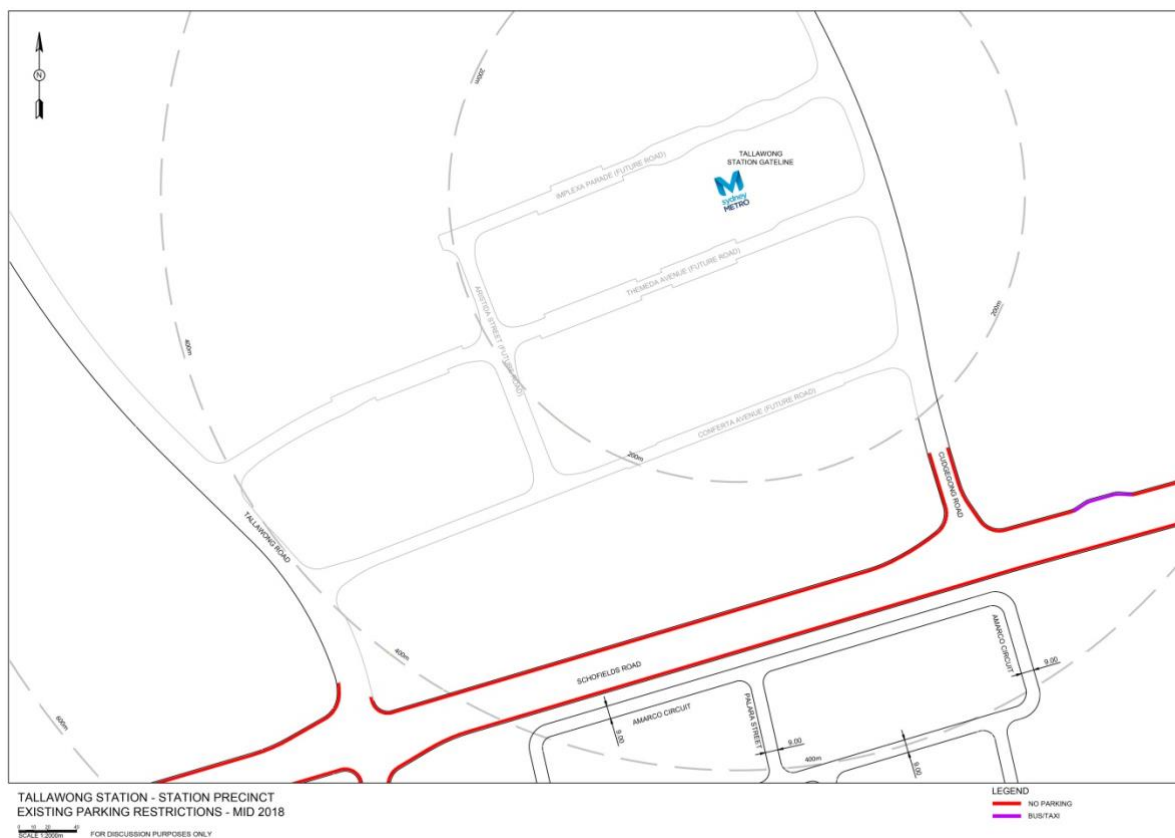 N
200m
IMPLEXA PARADE (FUTURE ROAD)
TALLAWONG
STATION GATELINE
M
sydney
METRO
THEMEDA AVENUE (FUTURE ROAD)
ARISTIDA STREET (FUTURE ROAD)
200m
400m
CONFERTA AVENUE (FUTURE ROAD)
200m
CUDGEGONG ROAD
TALLAWONG ROAD
400m
SCHOFIELDS ROAD
AMARCO CIRCUIT
9.00
600m
AMARCO CIRCUIT
9.00
PALARA STREET
9.00
400m
9.00
TALLAWONG STATION - STATION PRECINCT
EXISTING PARKING RESTRICTIONS - MID 2018
SCALE 1:2000m
FOR DISCUSSION PURPOSES ONLY
LEGEND
NO PARKING
BUS/TAXI